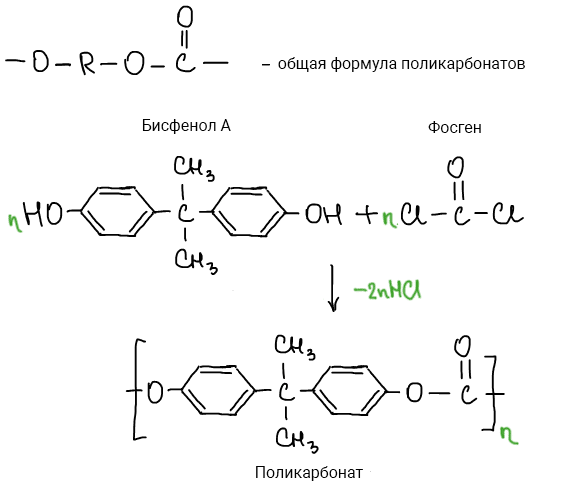 O
–O–R–O–C– – общая формула поликарбонатов
Бисфенол А Фосген
CH3 O
nHO C OH + nCl–C–Cl
CH3
–2nHCl
CH3 O
O C O–C
CH3 n
Поликарбонат